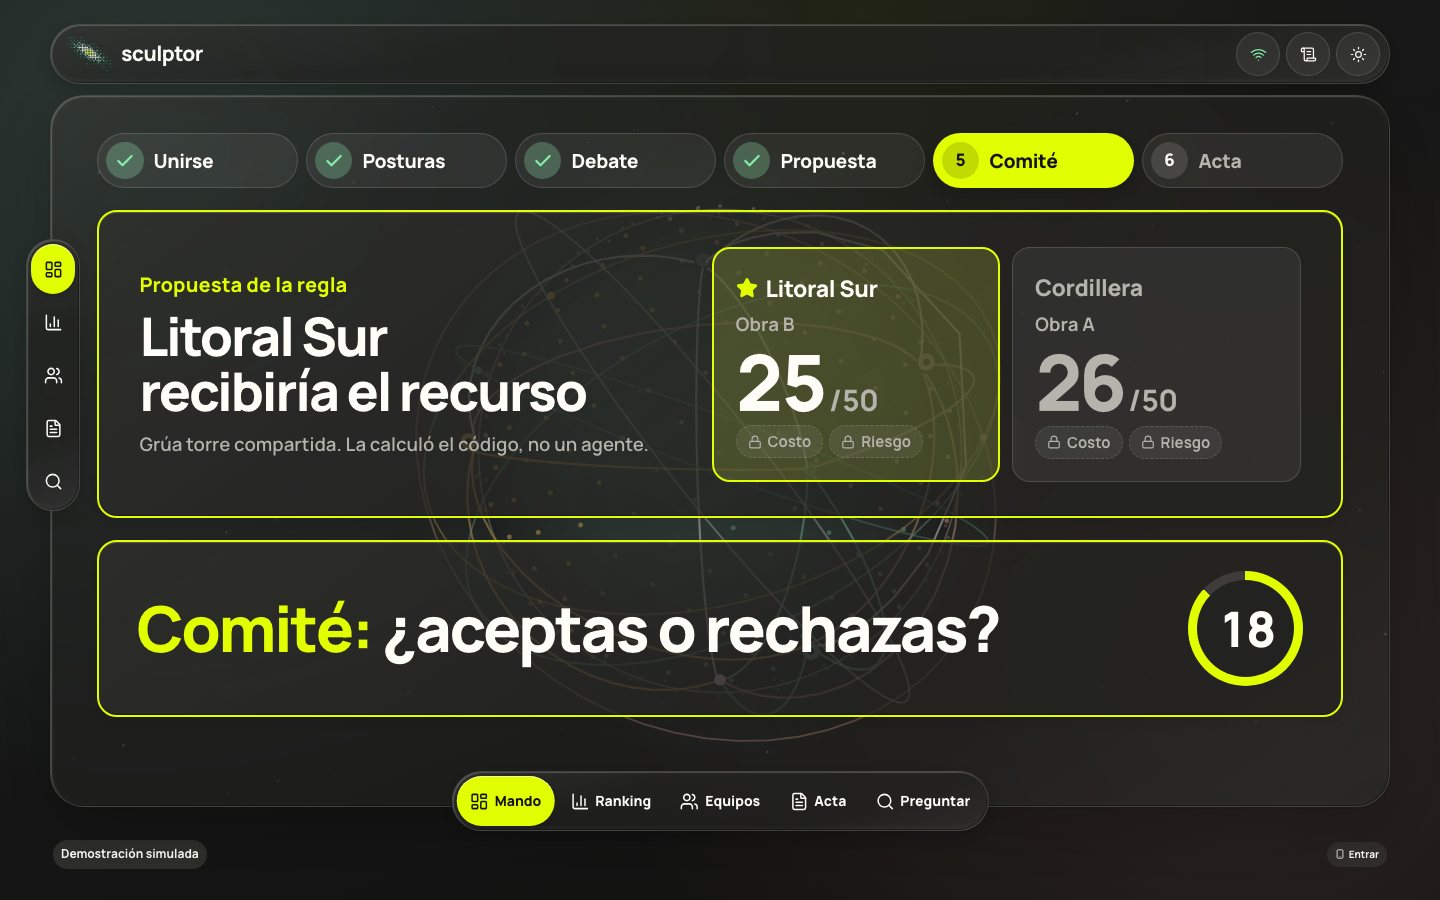 sculptor
Unirse
Posturas
Debate
Propuesta
5 Comité
6 Acta
Propuesta de la regla
Litoral Sur
recibiría el recurso
Grúa torre compartida. La calculó el código, no un agente.
Litoral Sur
Obra B
25 /50
Costo
Riesgo
Cordillera
Obra A
26 /50
Costo
Riesgo
Comité: ¿aceptas o rechazas?
18
Mando
Ranking
Equipos
Acta
Preguntar
Demostración simulada
Entrar